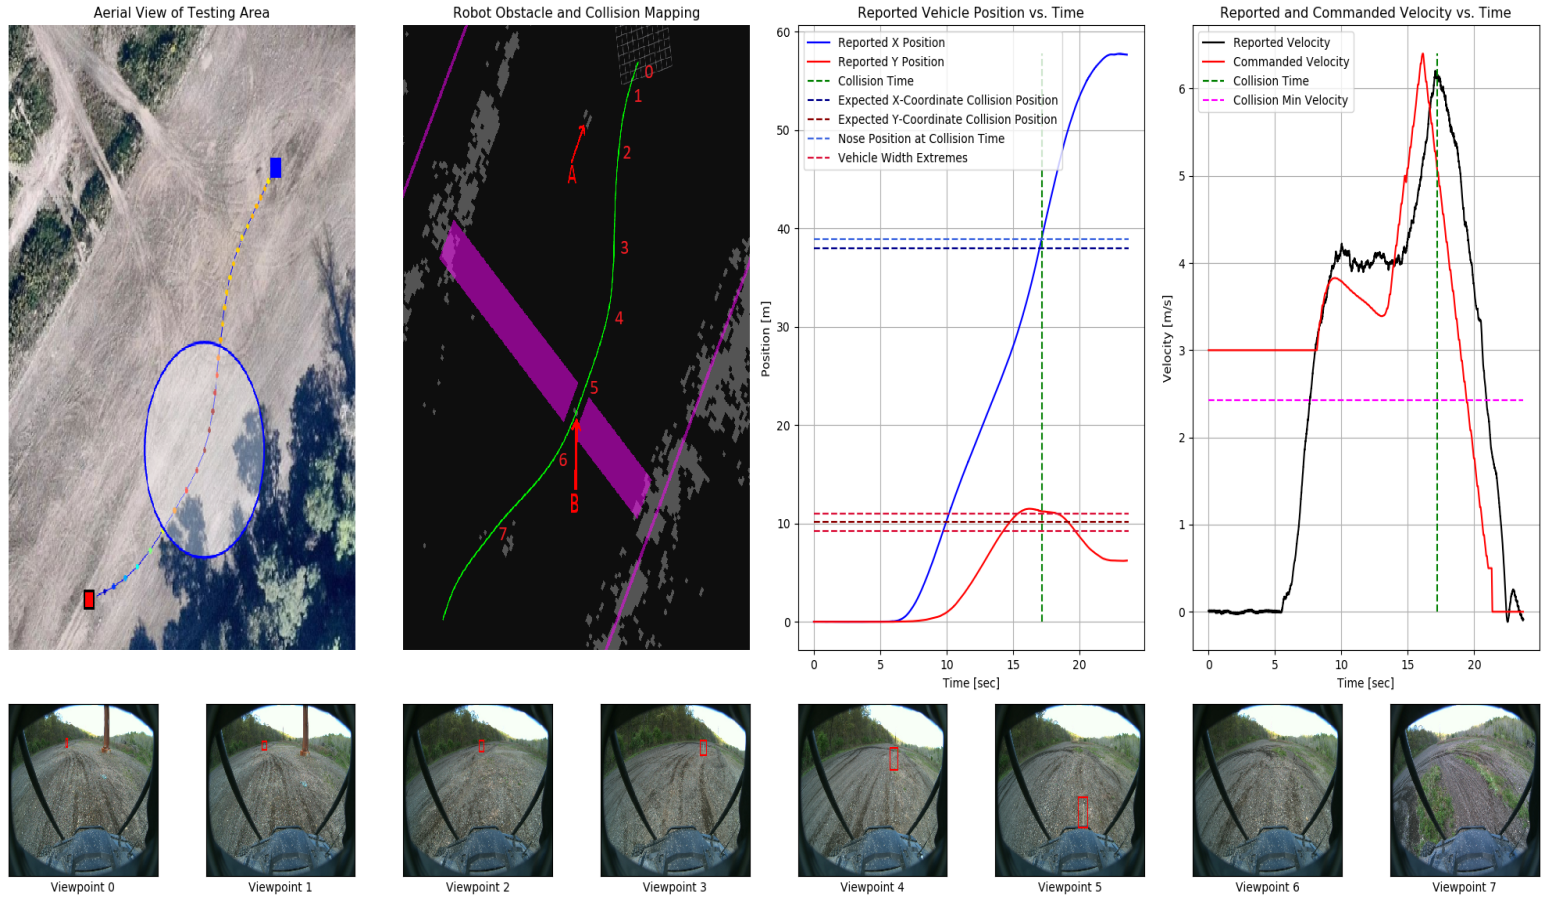 Aerial View of Testing Area
Robot Obstacle and Collision Mapping
0
1
A
2
3
4
5
6
B
7
Reported Vehicle Position vs. Time
Reported X Position
Reported Y Position
Collision Time
Expected X-Coordinate Collision Position
Expected Y-Coordinate Collision Position
Nose Position at Collision Time
Vehicle Width Extremes
60
50
40
30
20
10
0
Position [m]
0 5 10 15 20
Time [sec]
Reported and Commanded Velocity vs. Time
Reported Velocity
Commanded Velocity
Collision Time
Collision Min Velocity
6
5
4
3
2
1
0
Velocity [m/s]
0 5 10 15 20
Time [sec]
Viewpoint 0
Viewpoint 1
Viewpoint 2
Viewpoint 3
Viewpoint 4
Viewpoint 5
Viewpoint 6
Viewpoint 7